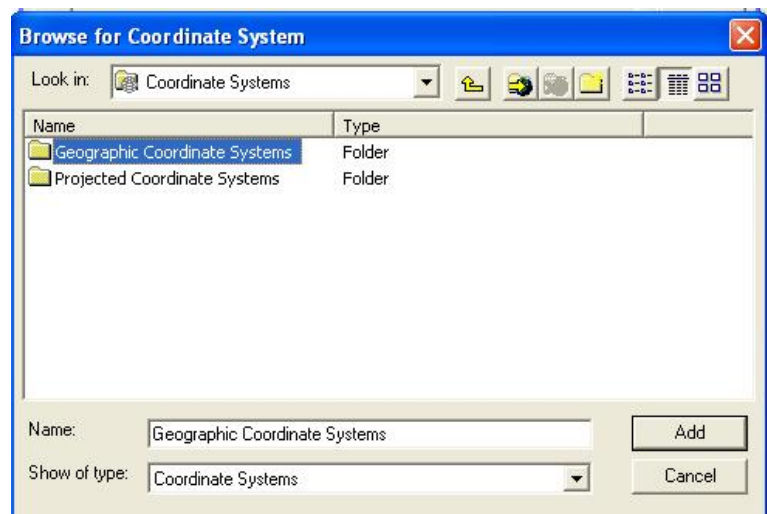 Browse for Coordinate System
Look in: Coordinate Systems
Name Type
Geographic Coordinate Systems Folder
Projected Coordinate Systems Folder
Name: Geographic Coordinate Systems Add
Show of type: Coordinate Systems Cancel